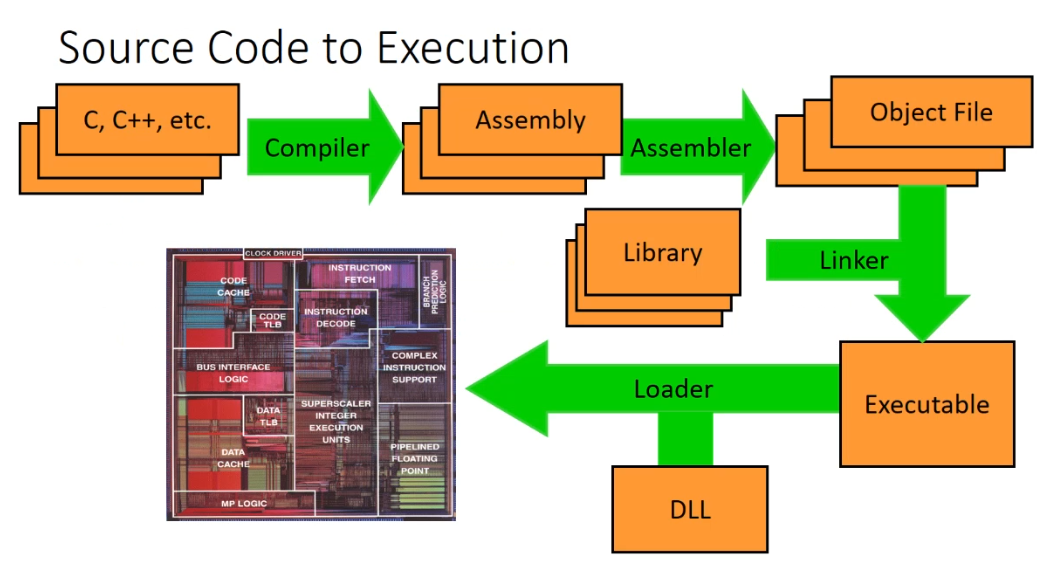 Source Code to Execution
C, C++, etc.
Compiler
Assembly
Assembler
Object File
Library
Linker
Executable
Loader
DLL
CLOCK DRIVER
CODE
CACHE
CODE
TLB
INSTRUCTION
FETCH
BRANCH
PREDICTION
LOGIC
INSTRUCTION
DECODE
BUS INTERFACE
LOGIC
COMPLEX
INSTRUCTION
SUPPORT
SUPERSCALER
INTEGER
EXECUTION
UNITS
DATA
TLB
DATA
CACHE
PIPELINED
FLOATING
POINT
MP LOGIC